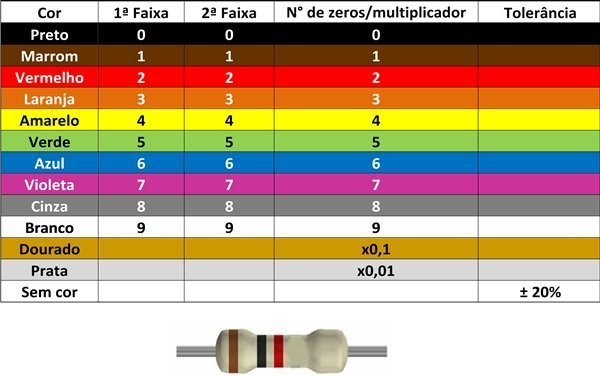 Cor 1ª Faixa 2ª Faixa N° de zeros/multiplicador Tolerância
Preto 0 0 0
Marrom 1 1 1
Vermelho 2 2 2
Laranja 3 3 3
Amarelo 4 4 4
Verde 5 5 5
Azul 6 6 6
Violeta 7 7 7
Cinza 8 8 8
Branco 9 9 9
Dourado x0,1
Prata x0,01
Sem cor ± 20%